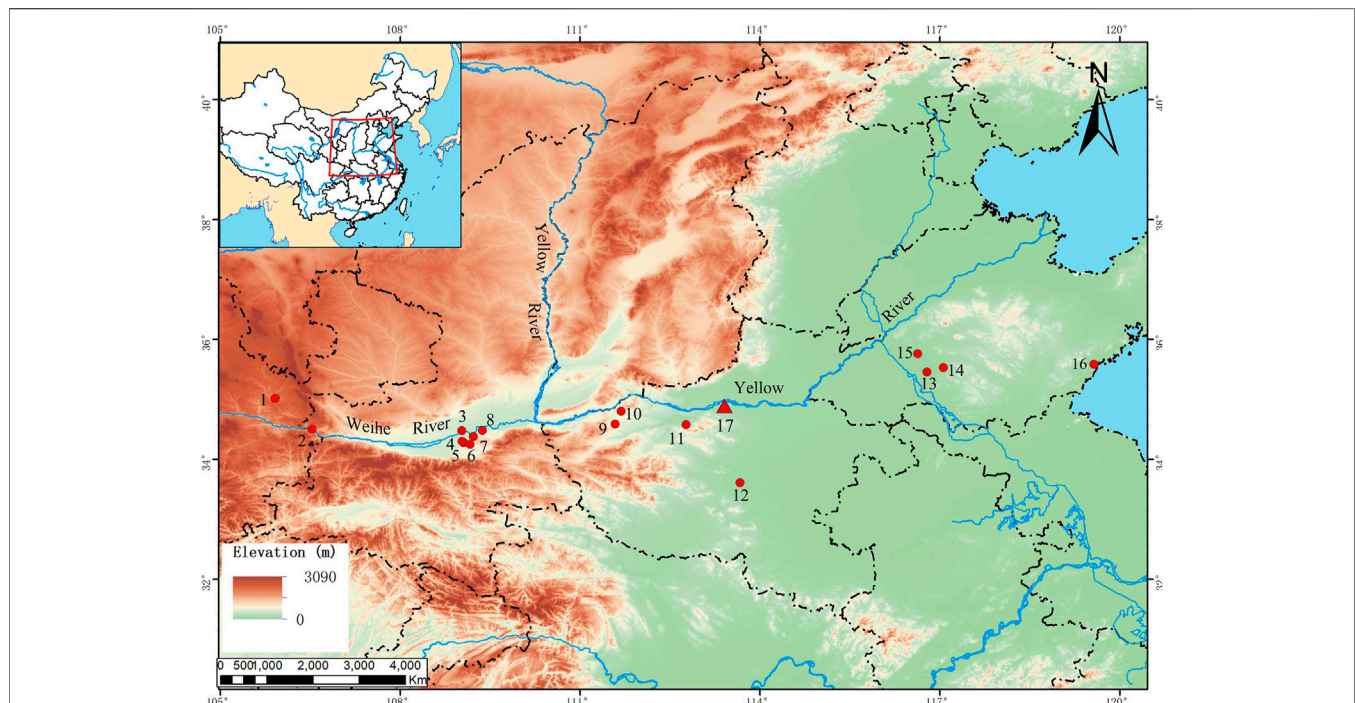 105° 108° 111° 114° 117° 120°
N
40° 40°
38° 38°
Yellow
River
36° 36°
River
15
14
16
13
1
Yellow
Weihe River
3 8
10
2
9
11
17
4
7
5 6
34° 34°
12
Elevation (m)
3090
0
32° 32°
0 500 1,000 2,000 3,000 4,000
Km
105° 108° 111° 114° 117° 120°